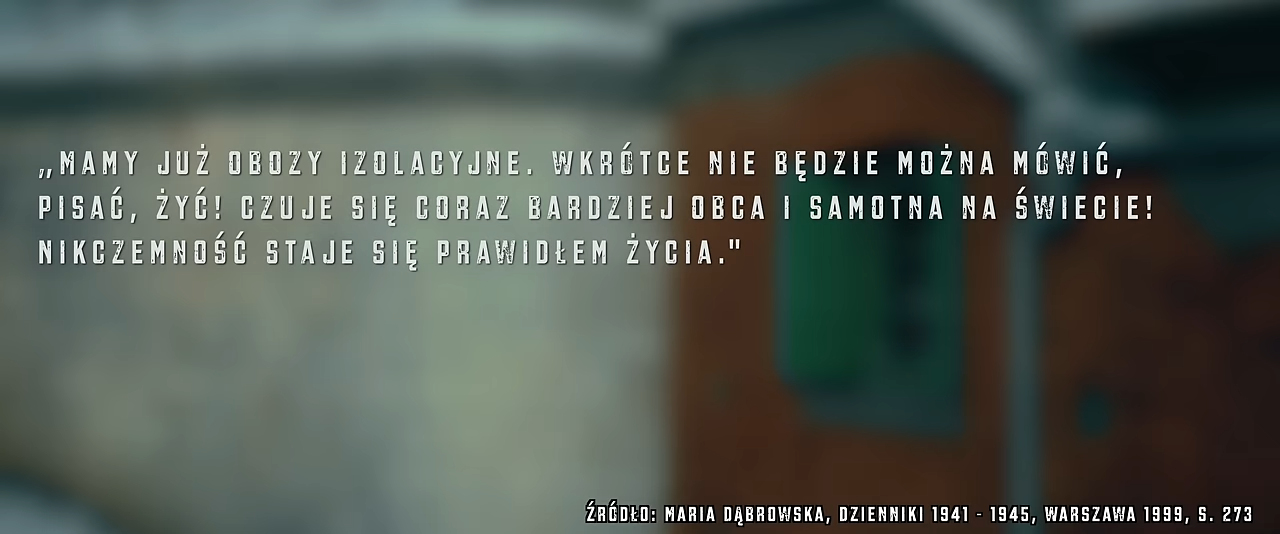 „MAMY JUŻ OBOZY IZOLACYJNE. WKRÓTCE NIE BĘDZIE MOŻNA MÓWIĆ,
PISAĆ, ŻYĆ! CZUJE SIĘ CORAZ BARDZIEJ OBCA I SAMOTNA NA ŚWIECIE!
NIKCZEMNOŚĆ STAJE SIĘ PRAWIDŁEM ŻYCIA."
ŹRÓDŁO: MARIA DĄBROWSKA, DZIENNIKI 1941 - 1945, WARSZAWA 1999, S. 273